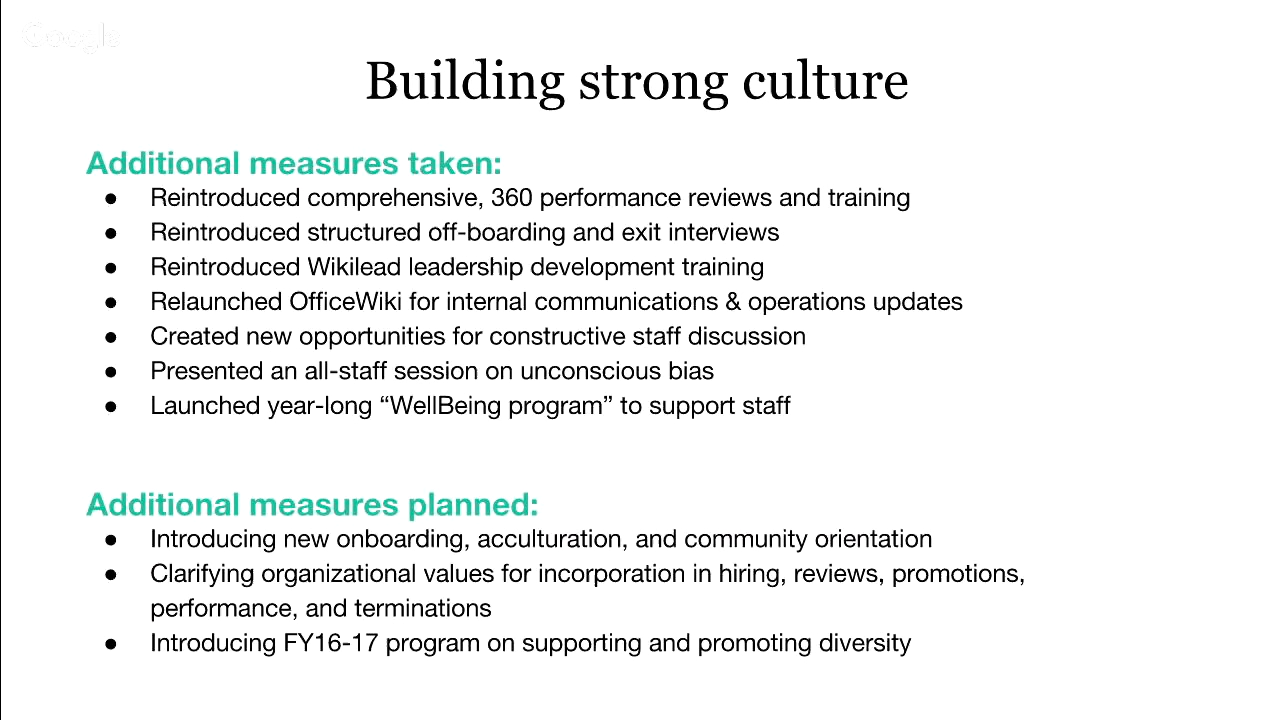 Google
Building strong culture
Additional measures taken:
● Reintroduced comprehensive, 360 performance reviews and training
● Reintroduced structured off-boarding and exit interviews
● Reintroduced Wikilead leadership development training
● Relaunched OfficeWiki for internal communications & operations updates
● Created new opportunities for constructive staff discussion
● Presented an all-staff session on unconscious bias
● Launched year-long “WellBeing program” to support staff
Additional measures planned:
● Introducing new onboarding, acculturation, and community orientation
● Clarifying organizational values for incorporation in hiring, reviews, promotions,
performance, and terminations
● Introducing FY16-17 program on supporting and promoting diversity